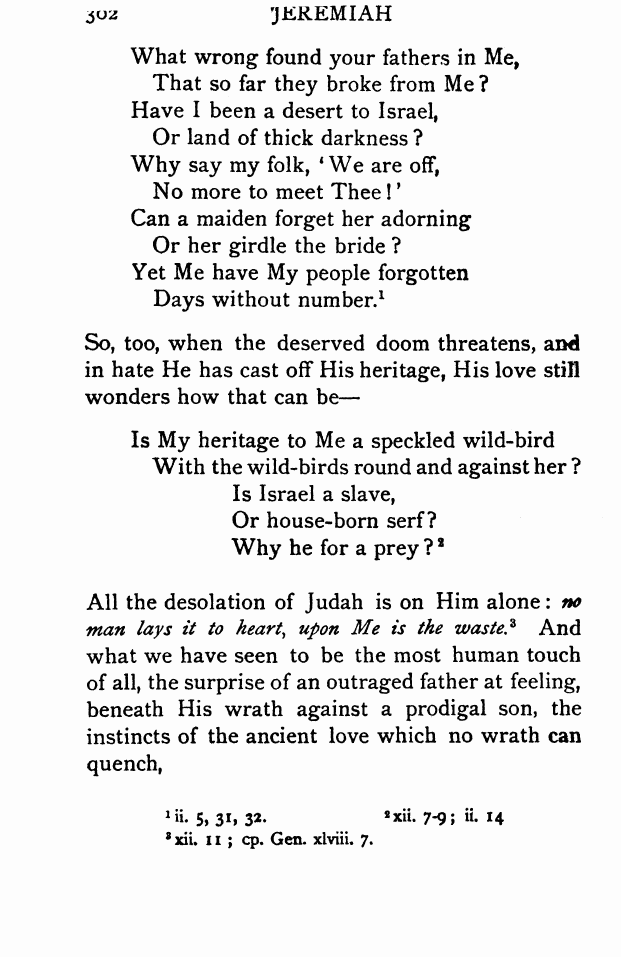 302 JEREMIAH
What wrong found your fathers in Me,
That so far they broke from Me?
Have I been a desert to Israel,
Or land of thick darkness?
Why say my folk, 'We are off,
No more to meet Thee!'
Can a maiden forget her adorning
Or her girdle the bride?
Yet Me have My people forgotten
Days without number.¹
So, too, when the deserved doom threatens, and
in hate He has cast off His heritage, His love still
wonders how that can be—
Is My heritage to Me a speckled wild-bird
With the wild-birds round and against her?
Is Israel a slave,
Or house-born serf?
Why he for a prey?²
All the desolation of Judah is on Him alone: no
man lays it to heart, upon Me is the waste.³ And
what we have seen to be the most human touch
of all, the surprise of an outraged father at feeling,
beneath His wrath against a prodigal son, the
instincts of the ancient love which no wrath can
quench,
¹ ii. 5, 31, 32. ² xii. 7-9; ii. 14
³ xii. 11; cp. Gen. xlviii. 7.